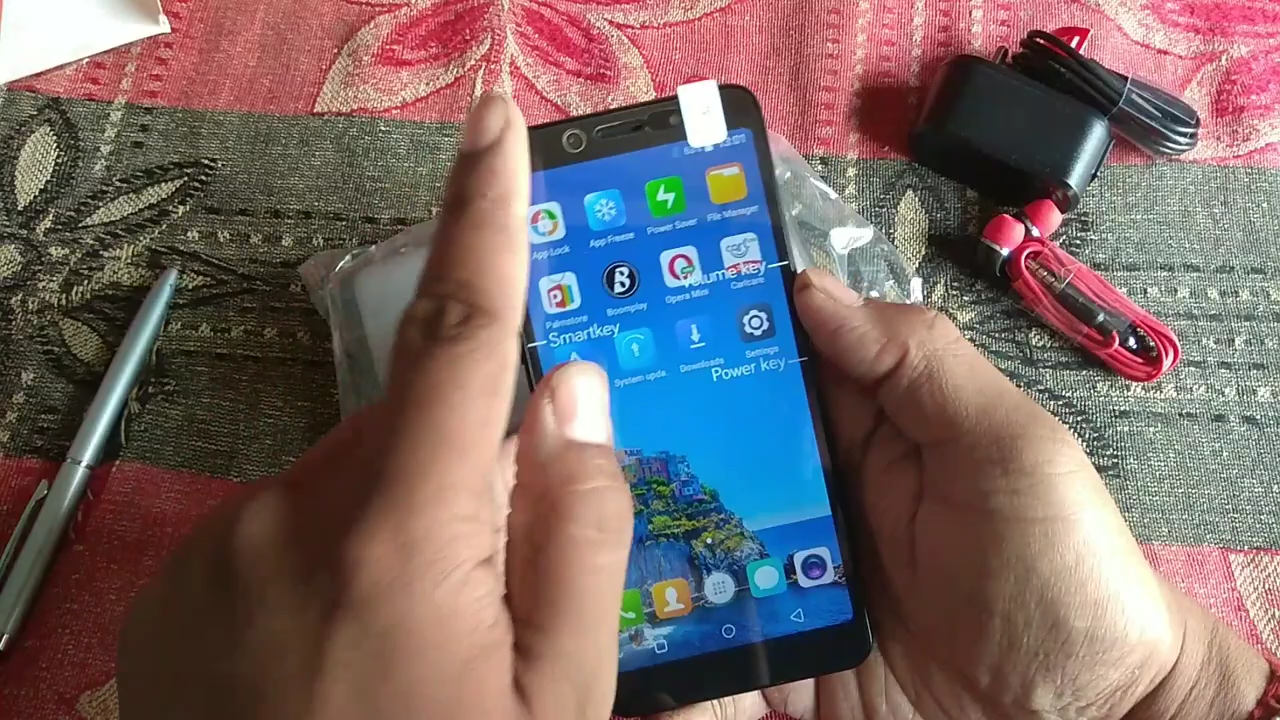 App Lock
App Freeze
Power Saver
File Manager
Palmstore
Boomplay
Opera Mini
Carlcare
Volume key
Smartkey
System upda..
Downloads
Settings
Power key